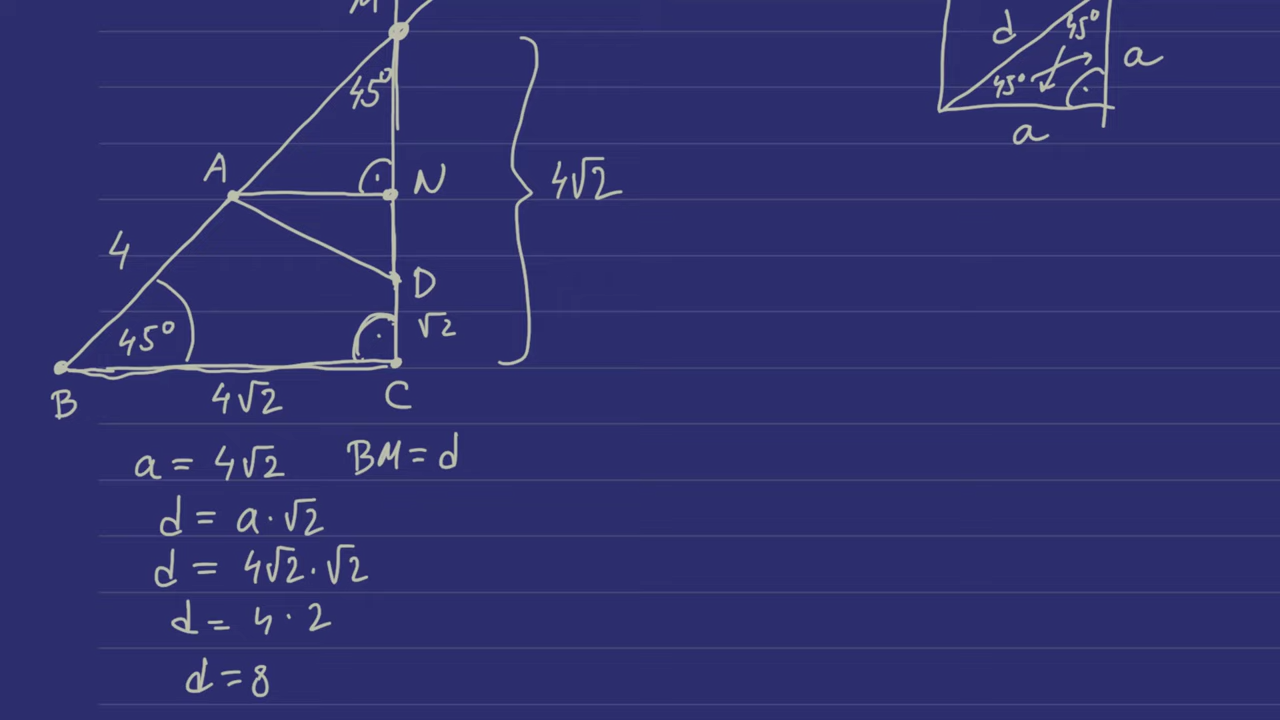 M
45°
A
N
4√2
4
D
45°
√2
B
4√2
C
a = 4√2 BM = d
d = a · √2
d = 4√2 · √2
d = 4 · 2
d = 8
d
45°
45°
a
a